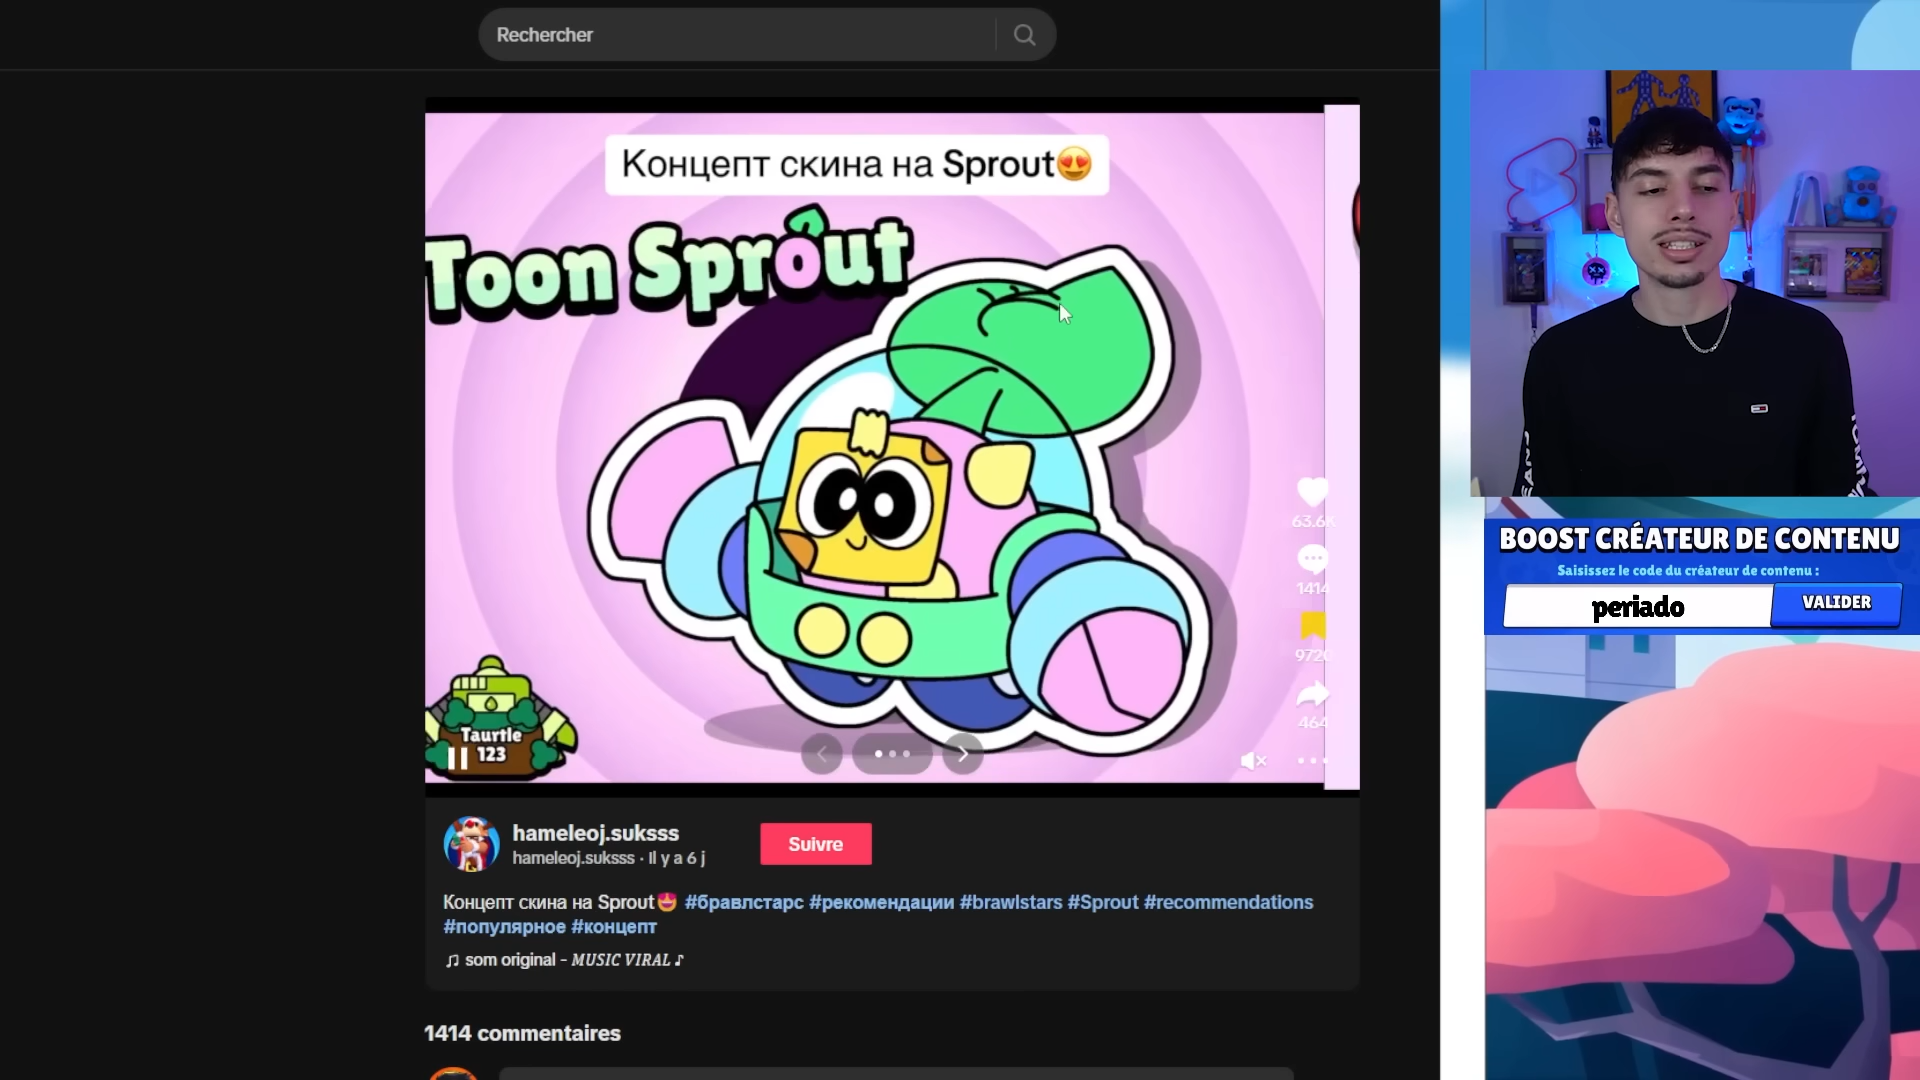 Rechercher
Концепт скина на Sprout😍
Toon Sprout
63.6K
1414
9720
464
Taurtle
123
hameleoj.suksss
hameleoj.suksss · Il y a 6 j
Suivre
Концепт скина на Sprout🤩 #бравлстарс #рекомендации #brawlstars #Sprout #recommendations
#популярное #концепт
♫ som original - MUSIC VIRAL ♪
1414 commentaires
BOOST CRÉATEUR DE CONTENU
Saisissez le code du créateur de contenu :
periado
VALIDER